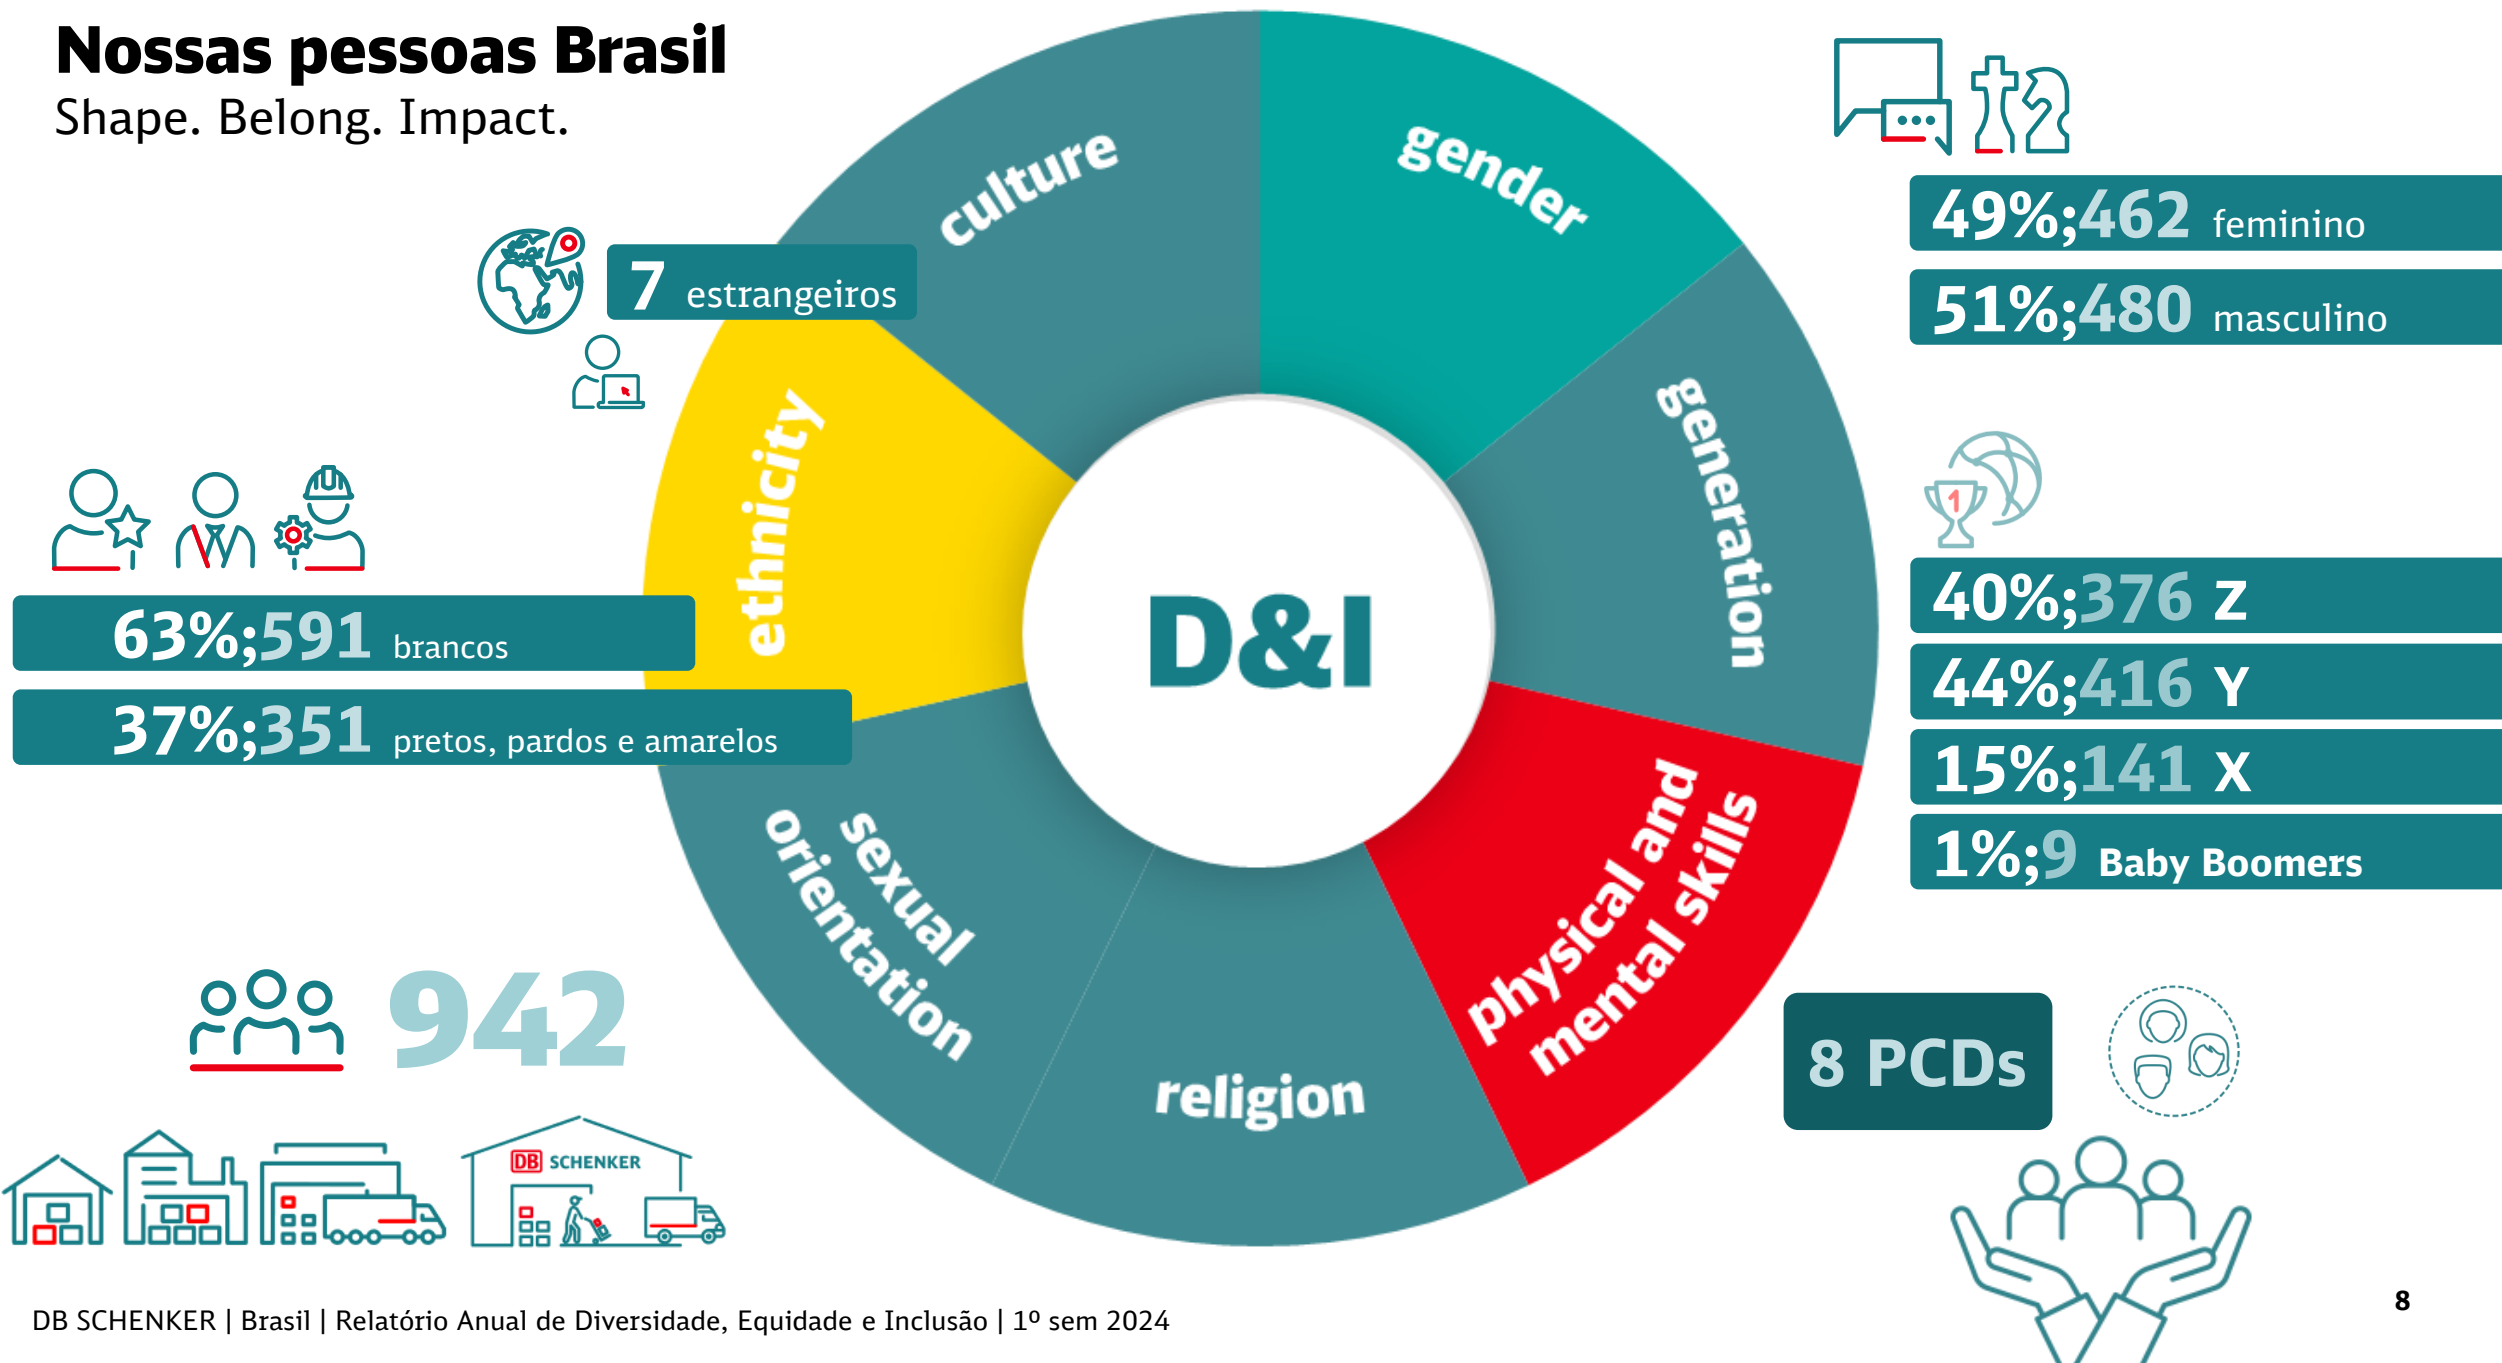 Nossas pessoas Brasil
Shape. Belong. Impact.
culture
gender
generation
physical and
mental skills
religion
sexual
orientation
ethnicity
D&I
7 estrangeiros
63%;591 brancos
37%;351 pretos, pardos e amarelos
942
DB SCHENKER
49%;462 feminino
51%;480 masculino
1
40%;376 Z
44%;416 Y
15%;141 X
1%;9 Baby Boomers
8 PCDs
DB SCHENKER | Brasil | Relatório Anual de Diversidade, Equidade e Inclusão | 1º sem 2024
8